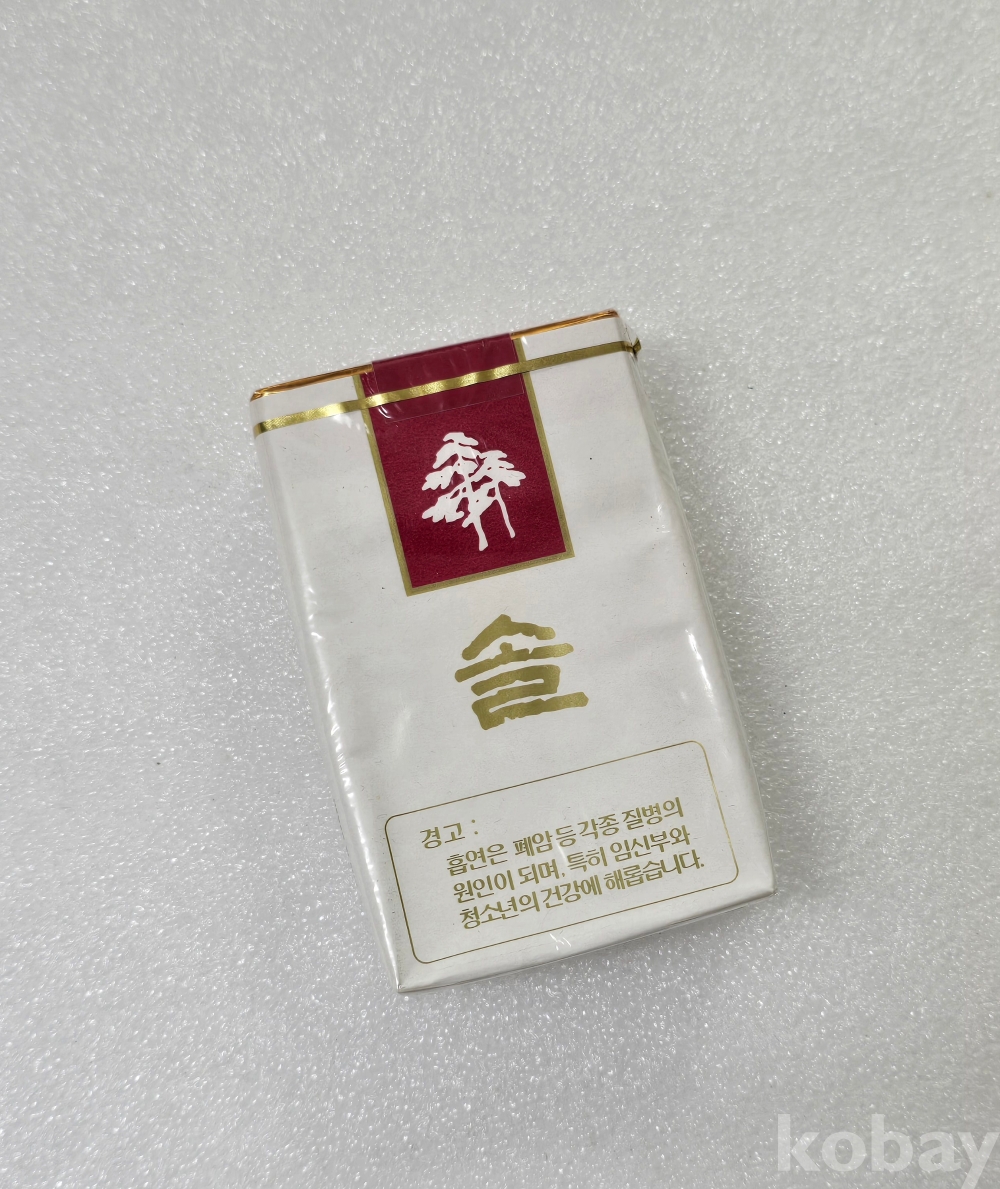 솔
경고 :
흡연은 폐암 등 각종 질병의
원인이 되며, 특히 임신부와
청소년의 건강에 해롭습니다.
kobay